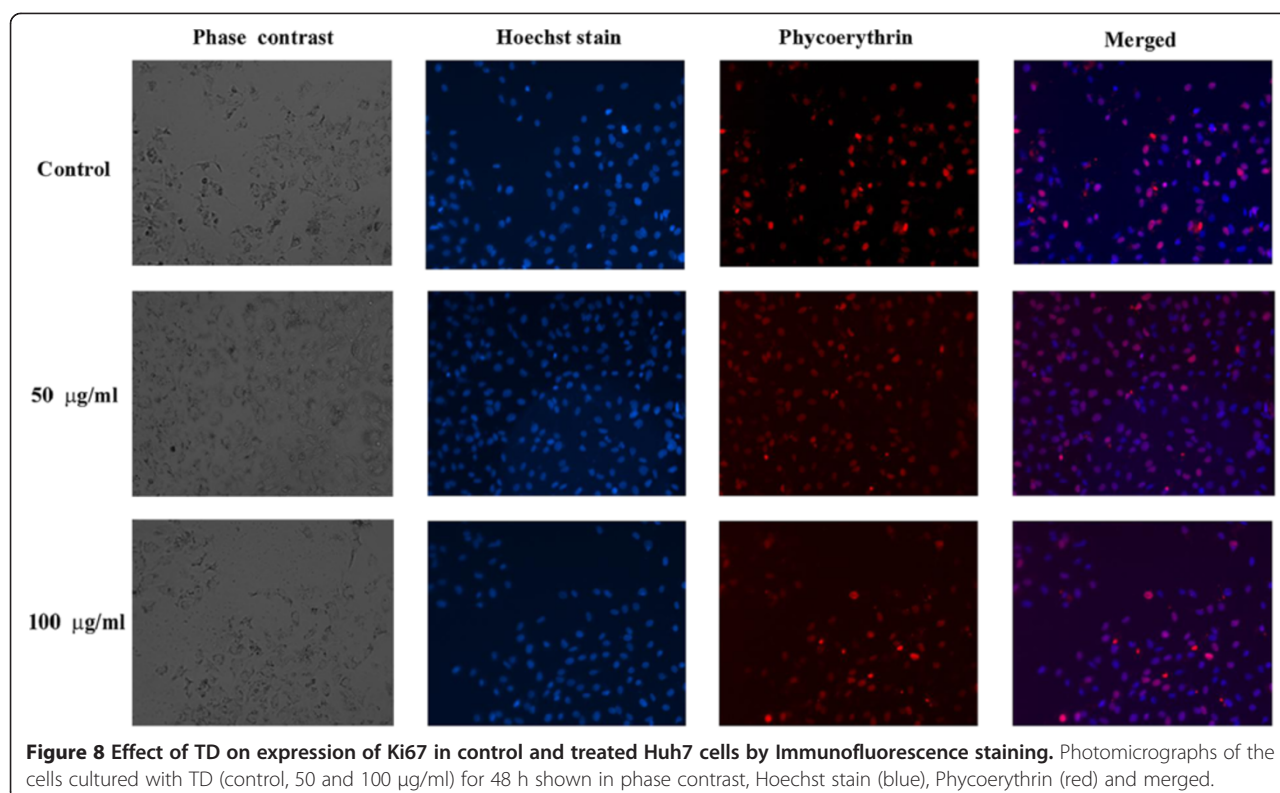 Phase contrast Hoechst stain Phycoerythrin Merged
Control
50 μg/ml
100 μg/ml
Figure 8 Effect of TD on expression of Ki67 in control and treated Huh7 cells by Immunofluorescence staining. Photomicrographs of the
cells cultured with TD (control, 50 and 100 μg/ml) for 48 h shown in phase contrast, Hoechst stain (blue), Phycoerythrin (red) and merged.